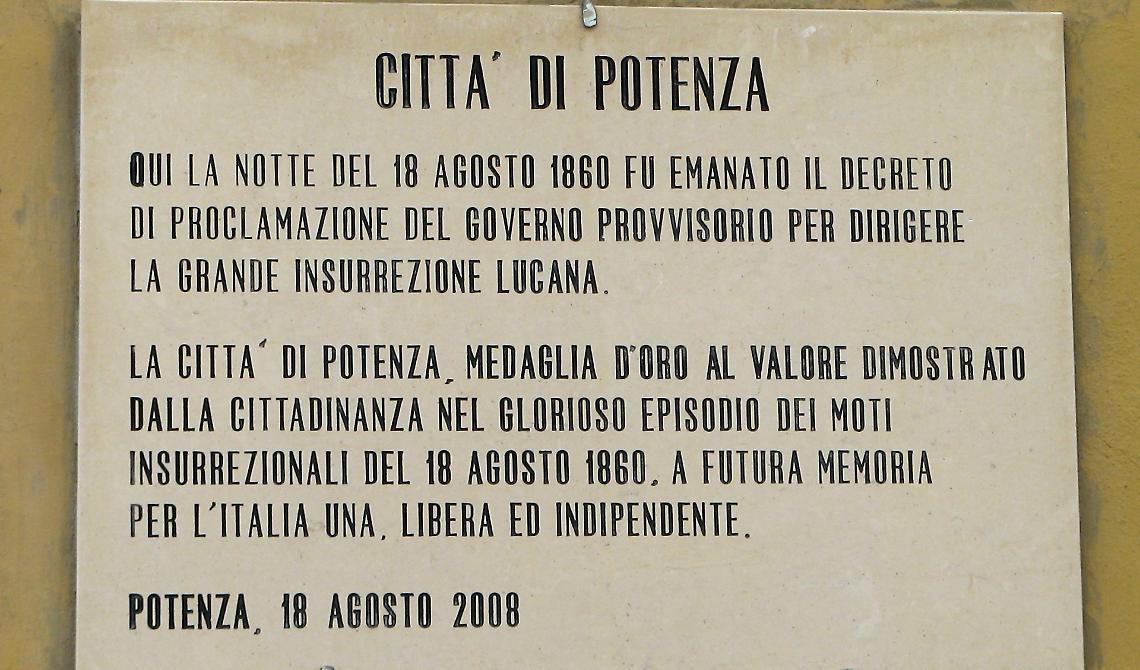 CITTA' DI POTENZA
QUI LA NOTTE DEL 18 AGOSTO 1860 FU EMANATO IL DECRETO
DI PROCLAMAZIONE DEL GOVERNO PROVVISORIO PER DIRIGERE
LA GRANDE INSURREZIONE LUCANA.
LA CITTA' DI POTENZA, MEDAGLIA D'ORO AL VALORE DIMOSTRATO
DALLA CITTADINANZA NEL GLORIOSO EPISODIO DEI MOTI
INSURREZIONALI DEL 18 AGOSTO 1860, A FUTURA MEMORIA
PER L'ITALIA UNA, LIBERA ED INDIPENDENTE.
POTENZA, 18 AGOSTO 2008